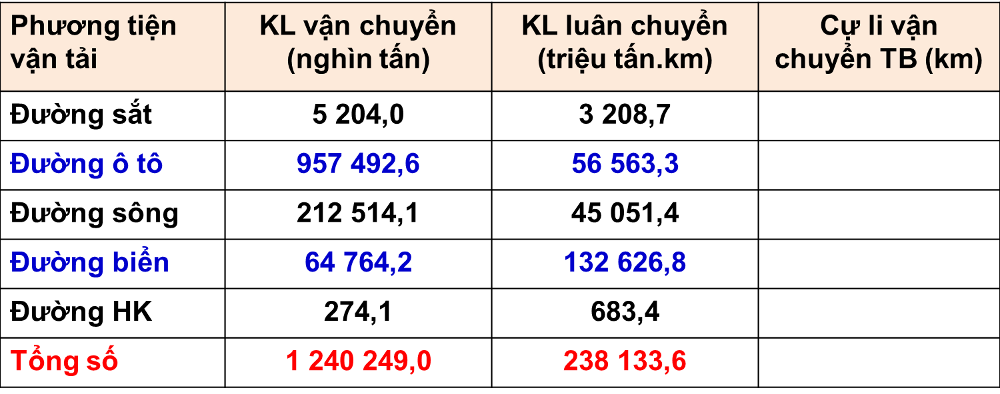 Phương tiện
vận tải
KL vận chuyển
(nghìn tấn)
KL luân chuyển
(triệu tấn.km)
Cự li vận
chuyển TB (km)
Đường sắt
5 204,0
3 208,7
Đường ô tô
957 492,6
56 563,3
Đường sông
212 514,1
45 051,4
Đường biển
64 764,2
132 626,8
Đường HK
274,1
683,4
Tổng số
1 240 249,0
238 133,6